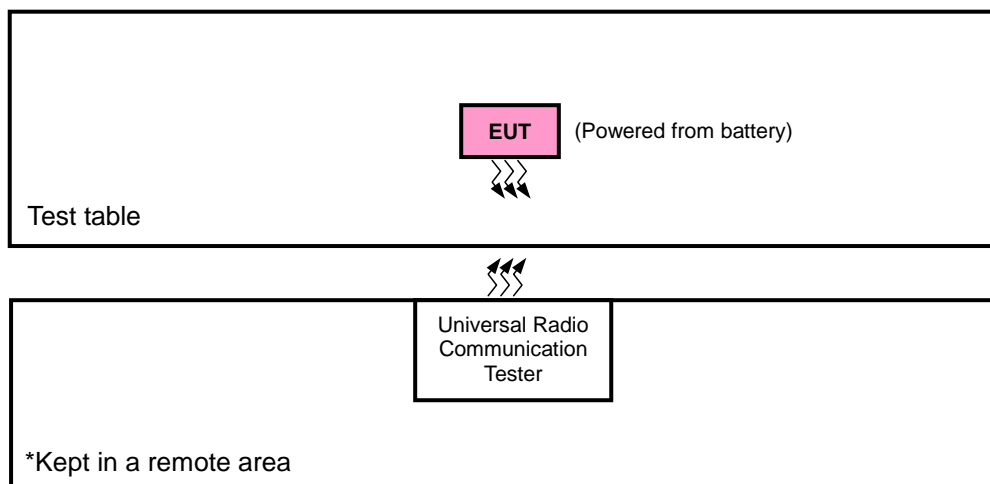 EUT (Powered from battery)
Test table
Universal Radio
Communication
Tester
*Kept in a remote area